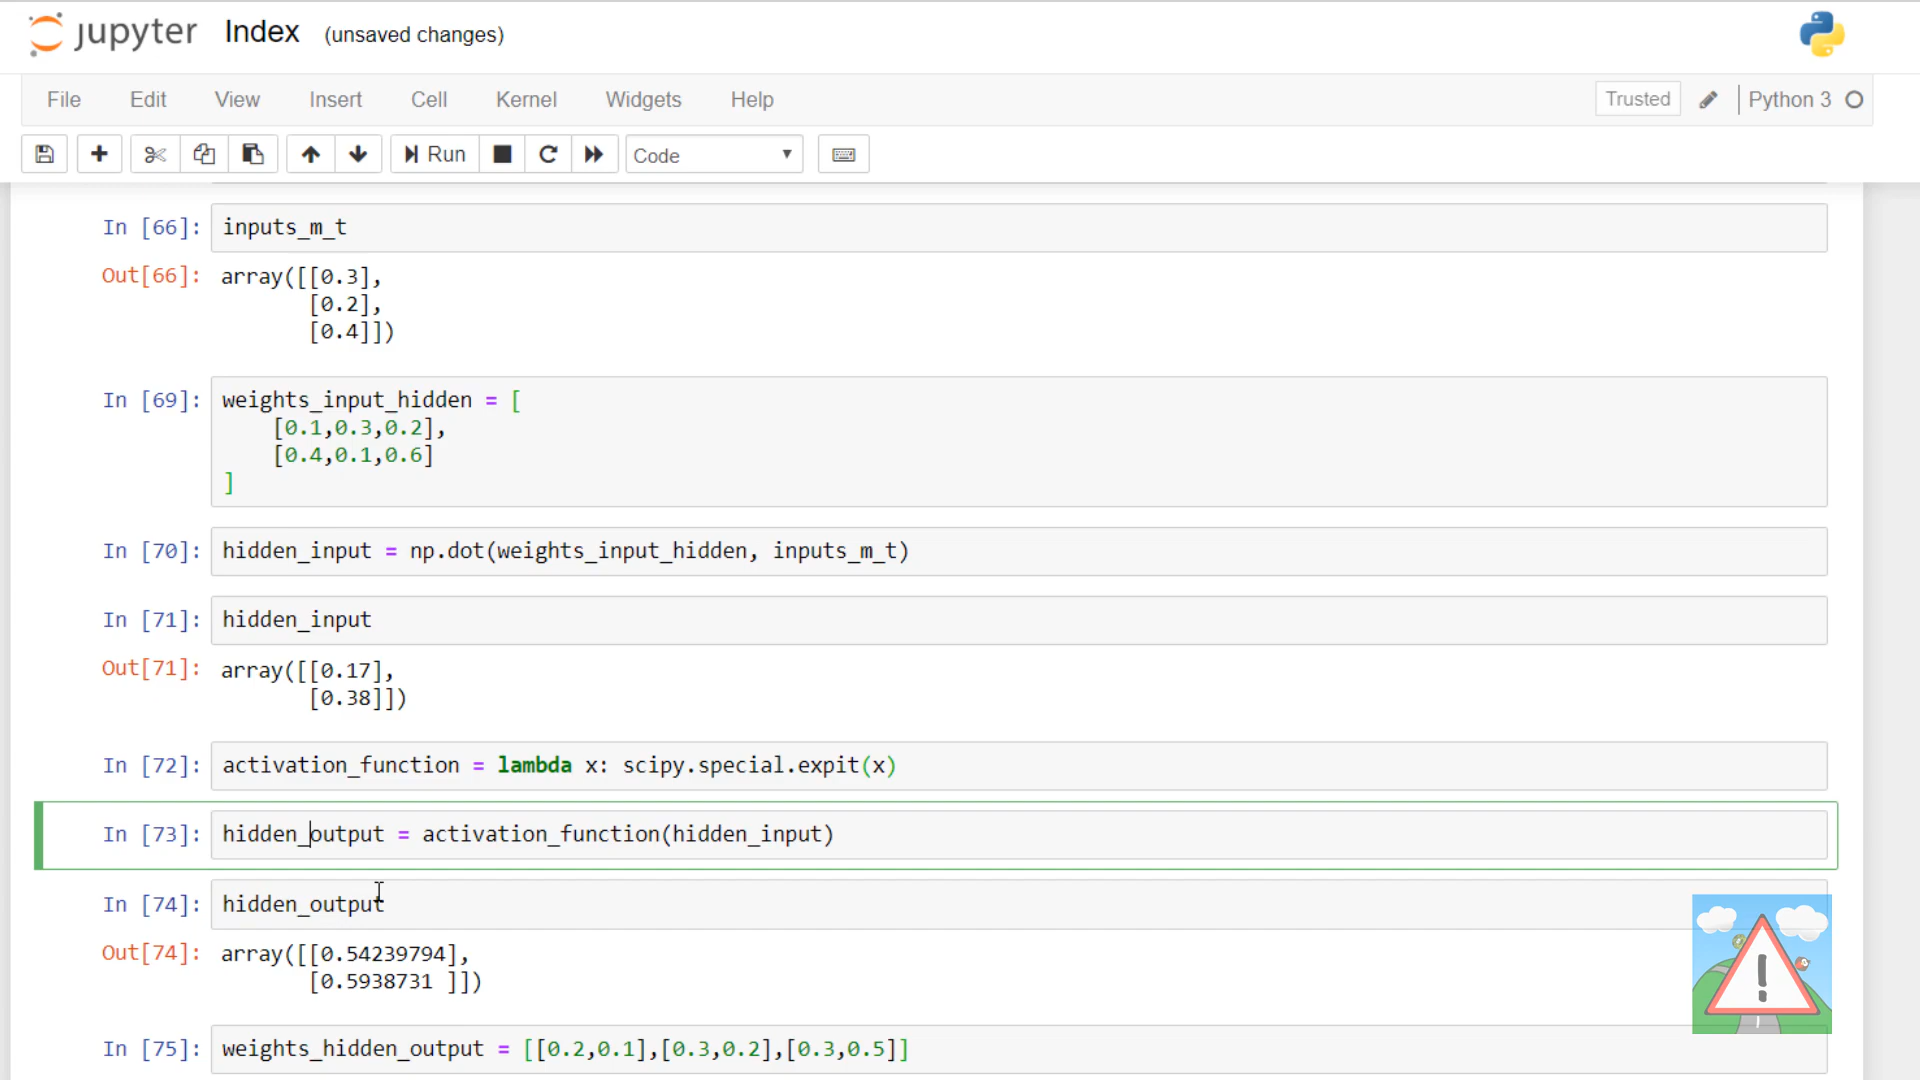 jupyter Index (unsaved changes)
File Edit View Insert Cell Kernel Widgets Help Trusted Python 3
Run Code
In [66]: inputs_m_t
Out[66]: array([[0.3],
[0.2],
[0.4]])
In [69]: weights_input_hidden = [
[0.1,0.3,0.2],
[0.4,0.1,0.6]
]
In [70]: hidden_input = np.dot(weights_input_hidden, inputs_m_t)
In [71]: hidden_input
Out[71]: array([[0.17],
[0.38]])
In [72]: activation_function = lambda x: scipy.special.expit(x)
In [73]: hidden_output = activation_function(hidden_input)
In [74]: hidden_output
Out[74]: array([[0.54239794],
[0.5938731 ]])
In [75]: weights_hidden_output = [[0.2,0.1],[0.3,0.2],[0.3,0.5]]